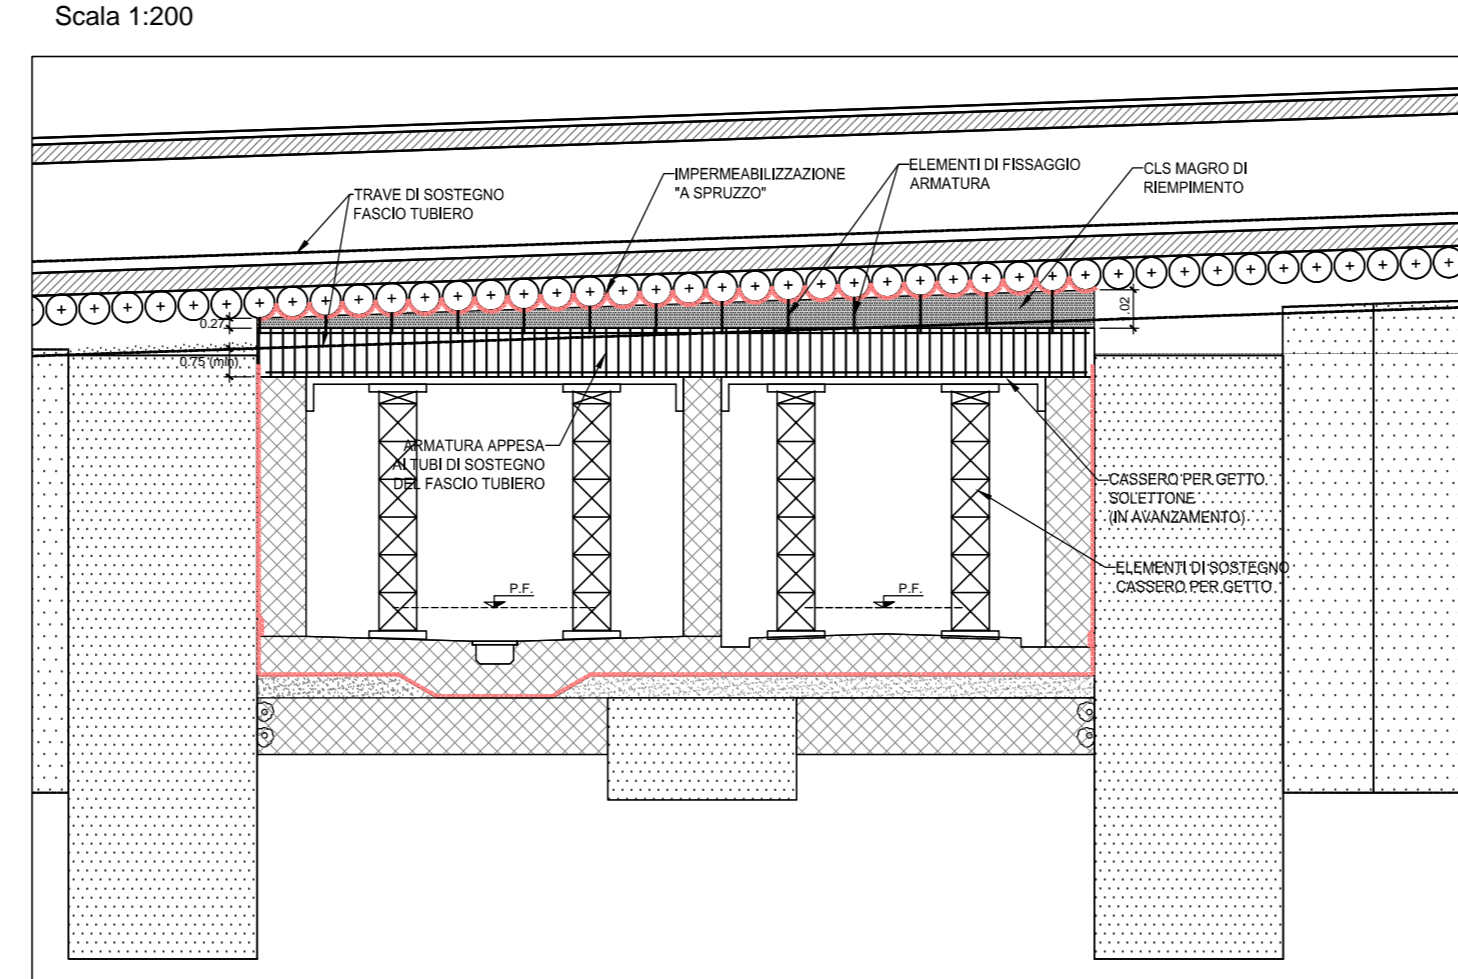 Scala 1:200
IMPERMEABILIZZAZIONE
"A SPRUZZO"
ELEMENTI DI FISSAGGIO
ARMATURA
CLS MAGRO DI
RIEMPIMENTO
TRAVE DI SOSTEGNO
FASCIO TUBIERO
0.27
.02
0.75 (min)
ARMATURA APPESA
AI TUBI DI SOSTEGNO
DEL FASCIO TUBIERO
CASSERO PER GETTO
SOLETTONE
(IN AVANZAMENTO)
ELEMENTI DI SOSTEGNO
CASSERO PER GETTO
P.F.
P.F.